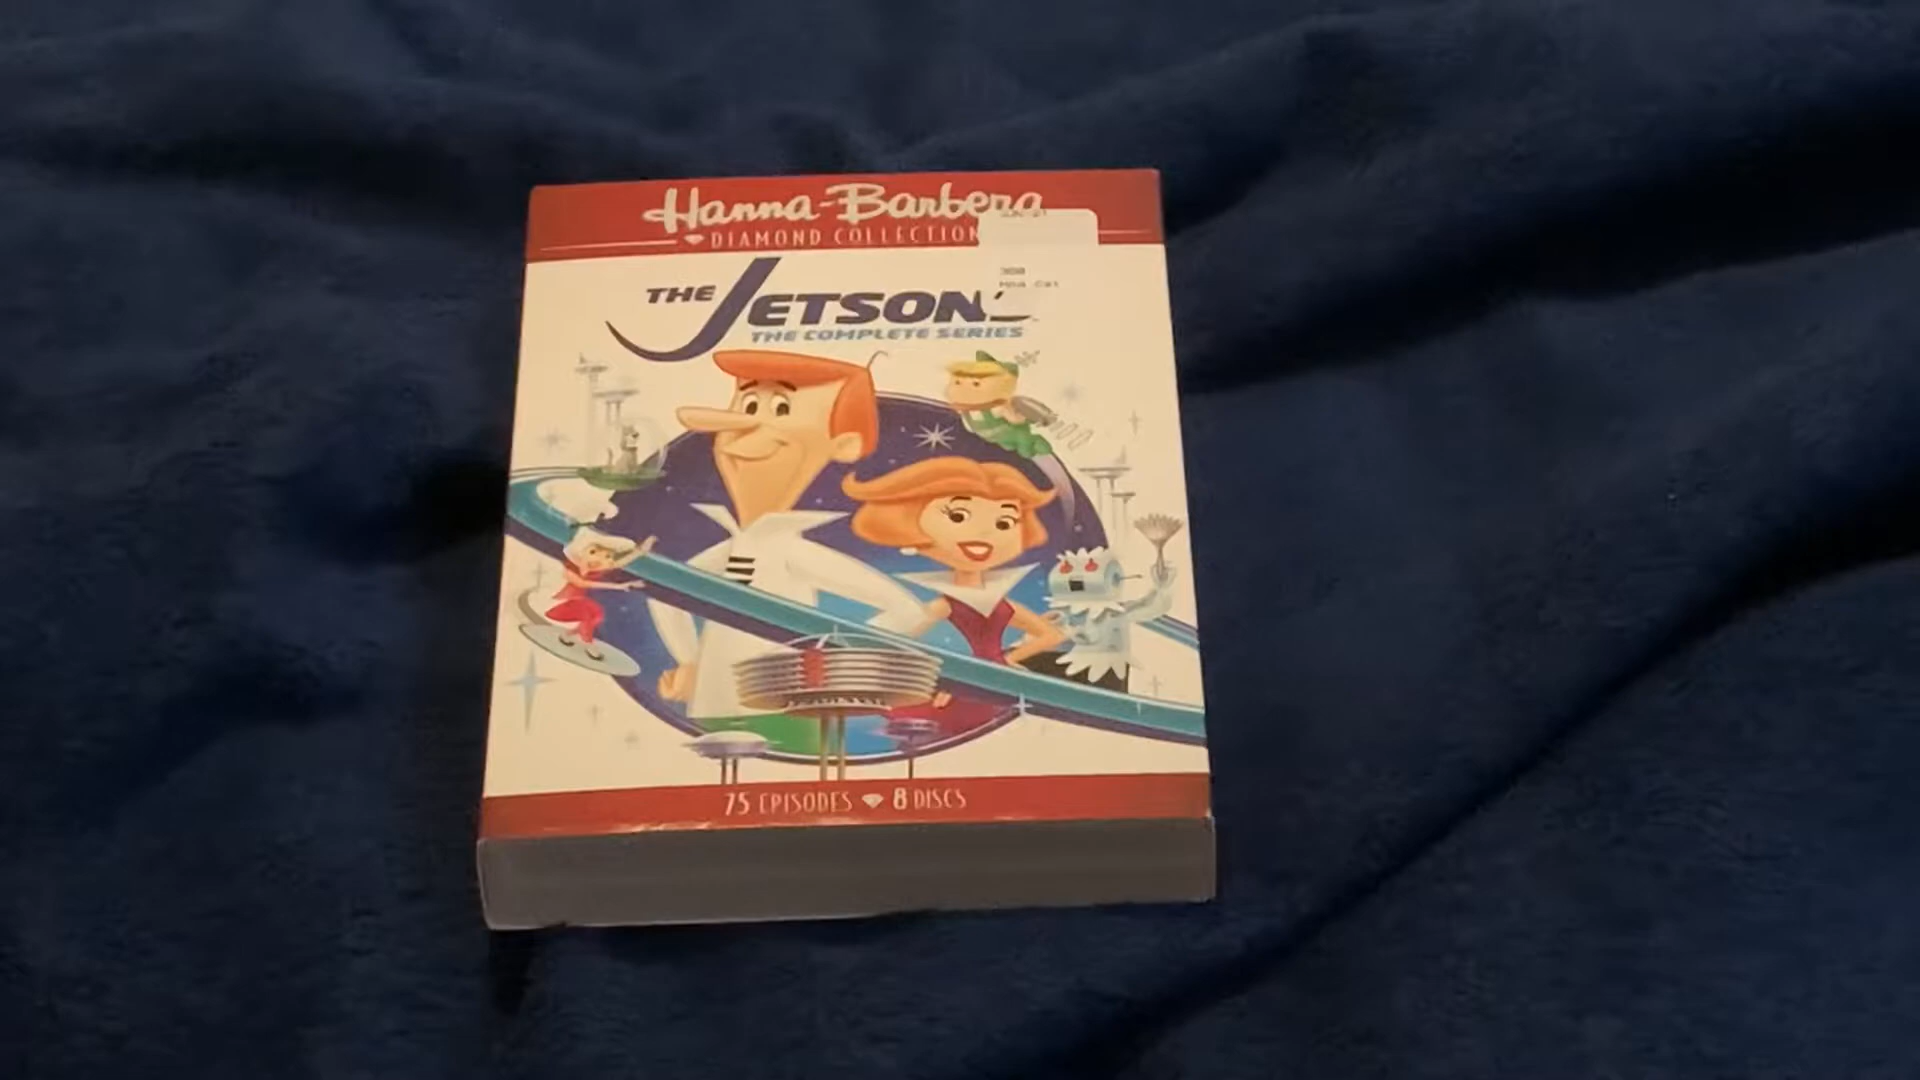 Hanna-Barbera
DIAMOND COLLECTION
THE JETSONS
THE COMPLETE SERIES
75 EPISODES 8 DISCS